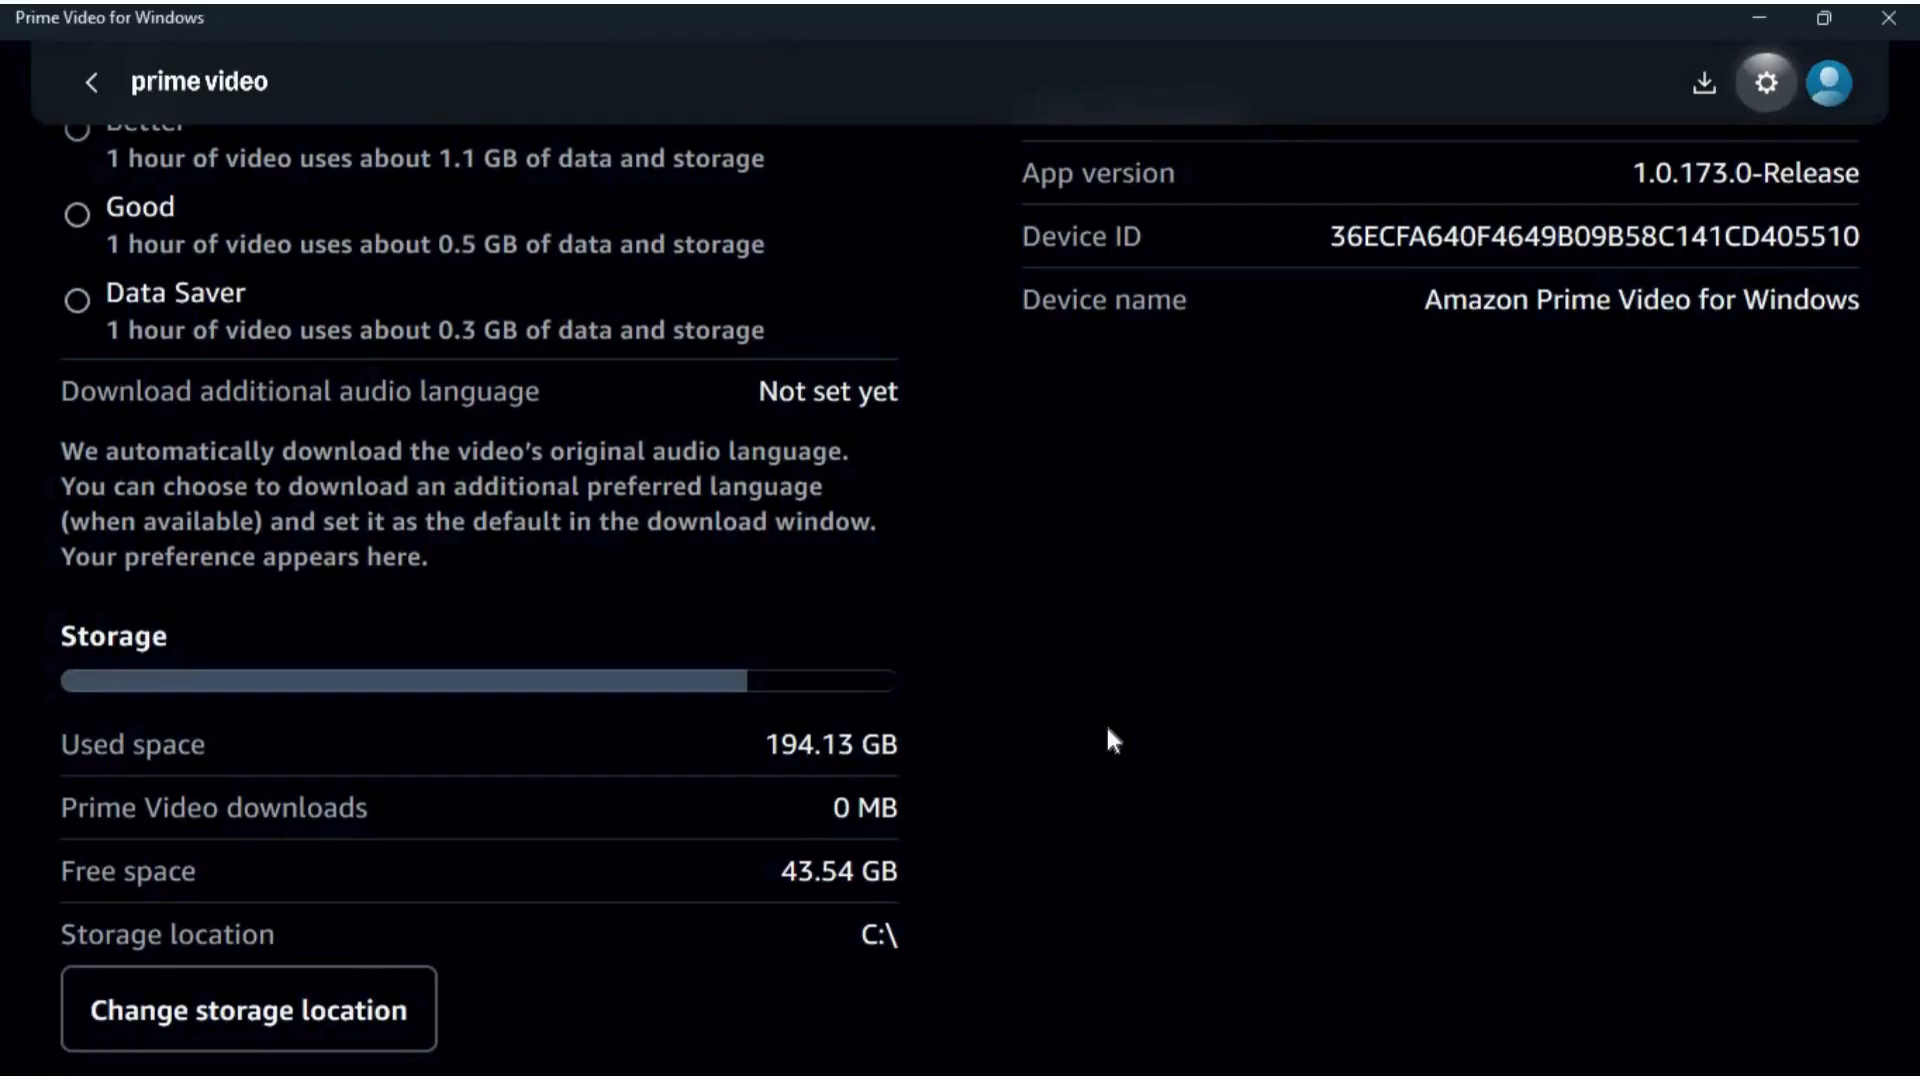 Prime Video for Windows
prime video
Better
1 hour of video uses about 1.1 GB of data and storage
Good
1 hour of video uses about 0.5 GB of data and storage
Data Saver
1 hour of video uses about 0.3 GB of data and storage
Download additional audio language Not set yet
We automatically download the video's original audio language.
You can choose to download an additional preferred language
(when available) and set it as the default in the download window.
Your preference appears here.
Storage
Used space 194.13 GB
Prime Video downloads 0 MB
Free space 43.54 GB
Storage location C:\
Change storage location
App version 1.0.173.0-Release
Device ID 36ECFA640F4649B09B58C141CD405510
Device name Amazon Prime Video for Windows